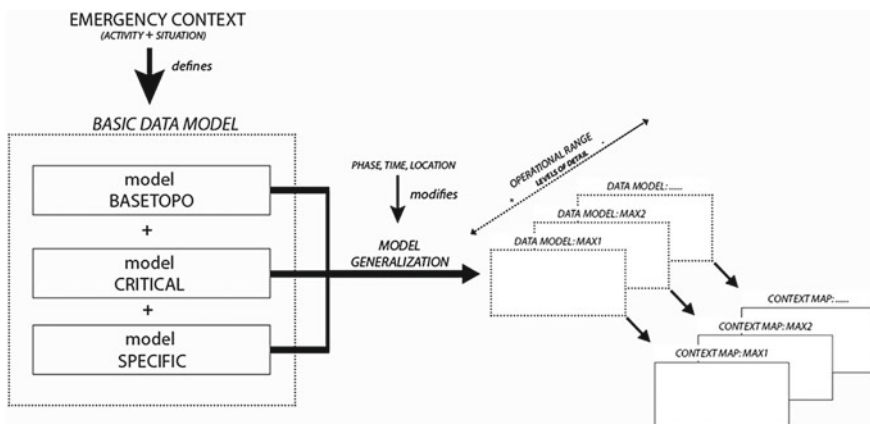 EMERGENCY CONTEXT
(ACTIVITY + SITUATION)
defines
BASIC DATA MODEL
model
BASETOPO
+
model
CRITICAL
+
model
SPECIFIC
PHASE, TIME, LOCATION
modifies
MODEL
GENERALIZATION
OPERATIONAL RANGE
LEVELS OF DETAIL
DATA MODEL: ......
DATA MODEL: MAX2
DATA MODEL: MAX1
CONTEXT MAP: ......
CONTEXT MAP: MAX2
CONTEXT MAP: MAX1